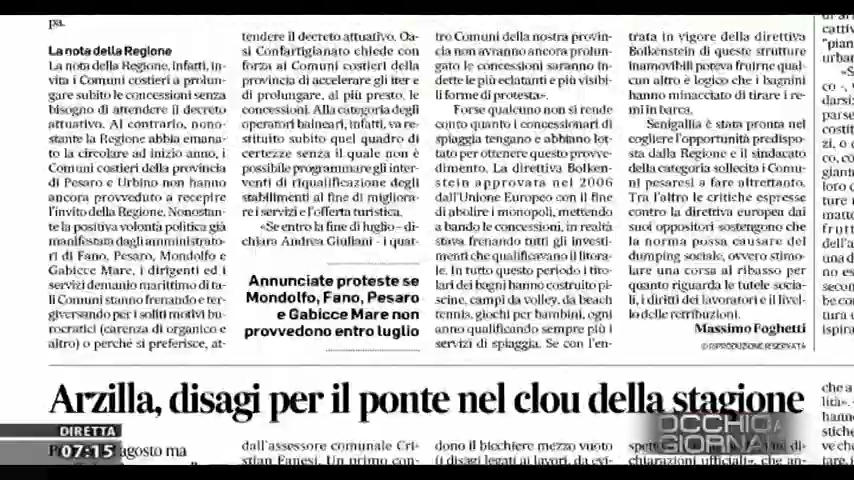 pa.
La nota della Regione
La nota della Regione, infatti, in-
vita i Comuni costieri a prolun-
gare subito le concessioni senza
bisogno di attendere il decreto
attuativo. Al contrario, nono-
stante la Regione abbia emana-
to la circolare ad inizio anno, i
Comuni costieri della provincia
di Pesaro e Urbino non hanno
ancora provveduto a recepire
l'invito della Regione. Nonostan-
te la positiva volontà politica già
manifestata dagli amministrato-
ri di Fano, Pesaro, Mondolfo e
Gabicce Mare, i dirigenti ed i
servizi demanio marittimo di ta-
li Comuni stanno frenando e ter-
giversando per i soliti motivi bu-
rocratici (carenza di organico e
altro) o perché si preferisce, at-
tendere il decreto attuativo. Oa-
si Confartigianato chiede con
forza ai Comuni costieri della
provincia di accelerare gli iter e
di prolungare, al più presto, le
concessioni. Alla categoria degli
operatori balneari, infatti, va re-
stituito subito quel quadro di
certezze senza il quale non è
possibile programmare gli inter-
venti di riqualificazione degli
stabilimenti al fine di migliora-
re i servizi e l'offerta turistica.
«Se entro la fine di luglio – di-
chiara Andrea Giuliani - i quat-
Annunciate proteste se
Mondolfo, Fano, Pesaro
e Gabicce Mare non
provvedono entro luglio
tro Comuni della nostra provin-
cia non avranno ancora prolun-
gato le concessioni saranno in-
dette le più eclatanti e più visibi-
li forme di protesta».
Forse qualcuno non si rende
conto quanto i concessionari di
spiaggia tengano e abbiano lot-
tato per ottenere questo provve-
dimento. La direttiva Bolken-
stein approvata nel 2006
dall'Unione Europeo con il fine
di abolire i monopoli, mettendo
a bando le concessioni, in realtà
stava frenando tutti gli investi-
menti che qualificavano il litora-
le. In tutto questo periodo i tito-
lari dei bagni hanno costruito pi-
scine, campi da volley, da beach
tennis, giochi per bambini, ogni
anno qualificando sempre più i
servizi di spiaggia. Se con l'en-
trata in vigore della direttiva
Bolkenstein di queste strutture
inamovibili poteva fruirne qual-
cun altro è logico che i bagnini
hanno minacciato di tirare i re-
mi in barca.
Senigallia è stata pronta nel
cogliere l'opportunità predispo-
sta dalla Regione e il sindacato
della categoria sollecita i Comu-
ni pesaresi a fare altrettanto.
Tra l'altro le critiche espresse
contro la direttiva europea dai
suoi oppositori sostengono che
la norma possa causare del
dumping sociale, ovvero stimo-
lare una corsa al ribasso per
quanto riguarda le tutele socia-
li, i diritti dei lavoratori e il livel-
lo delle retribuzioni.
Massimo Foghetti
© RIPRODUZIONE RISERVATA
Arzilla, disagi per il ponte nel clou della stagione
DIRETTA
07:15
agosto ma
dall'assessore comunale Cri-
stian Fanesi. Un primo con-
dono il bicchiere mezzo vuoto
(i disagi legati ai lavori, da evi-
chiarazioni ufficiali», che an-
OCCHIO A
GIORNA